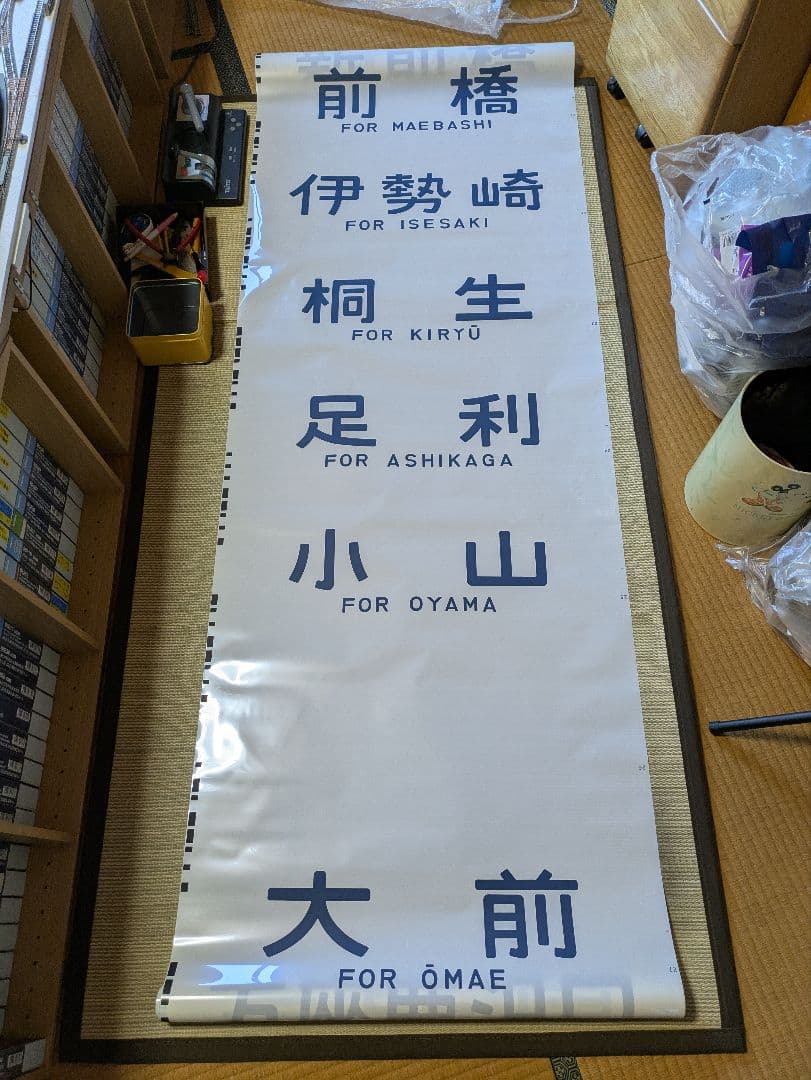 前橋
FOR MAEBASHI
伊勢崎
FOR ISESAKI
桐生
FOR KIRYŪ
足利
FOR ASHIKAGA
小山
FOR OYAMA
大前
FOR ŌMAE